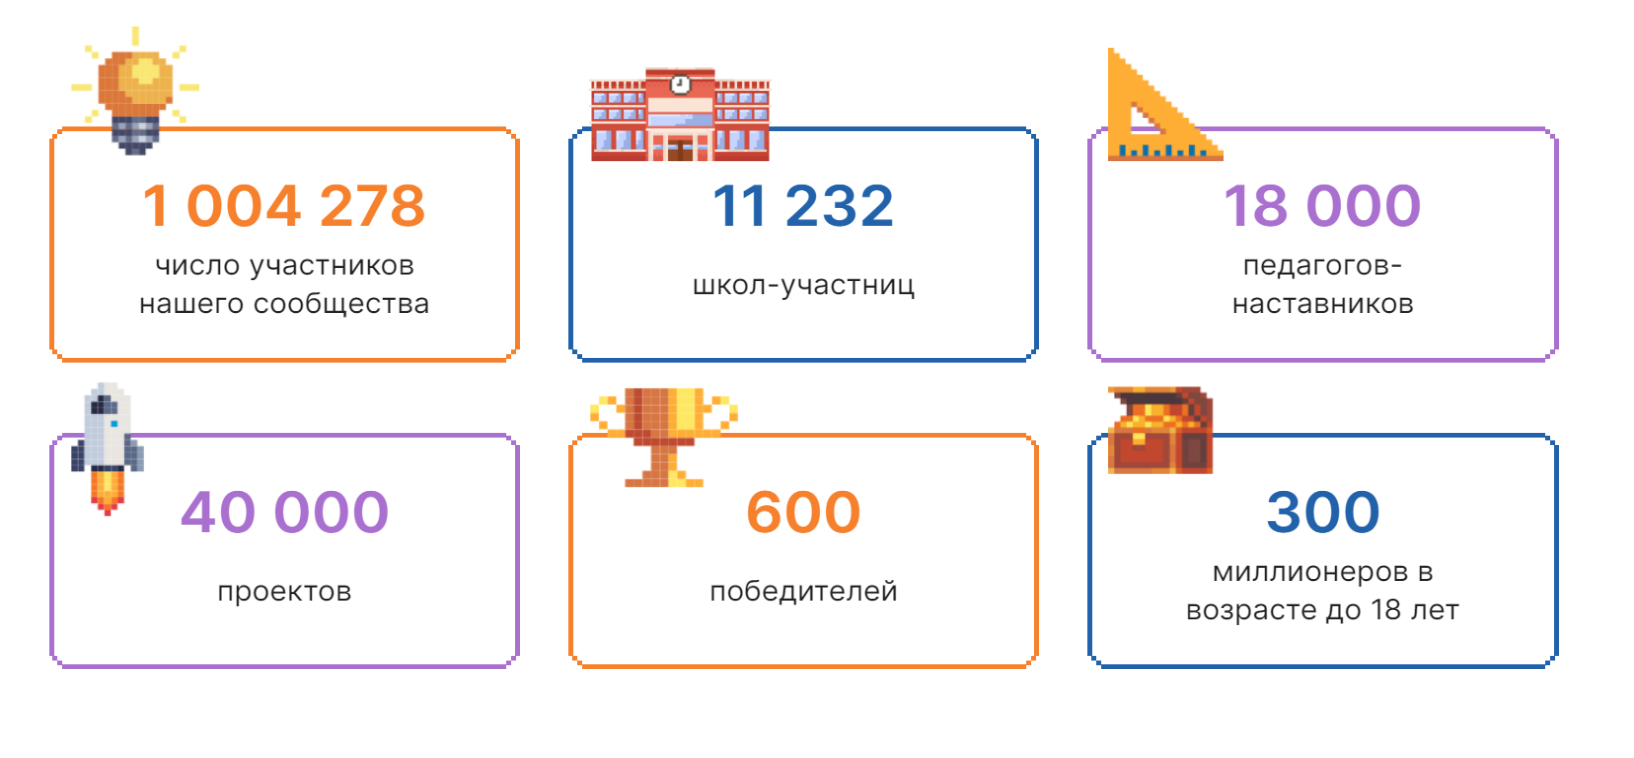 1 004 278
число участников
нашего сообщества
11 232
школ-участниц
18 000
педагогов-
наставников
40 000
проектов
600
победителей
300
миллионеров в
возрасте до 18 лет